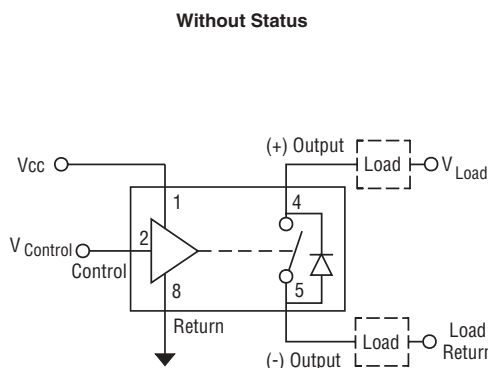 Without Status
(+) Output
Vcc
Load
V Load
1
4
V Control
2
Control
8
5
Return
Load
Load
Return
(-) Output